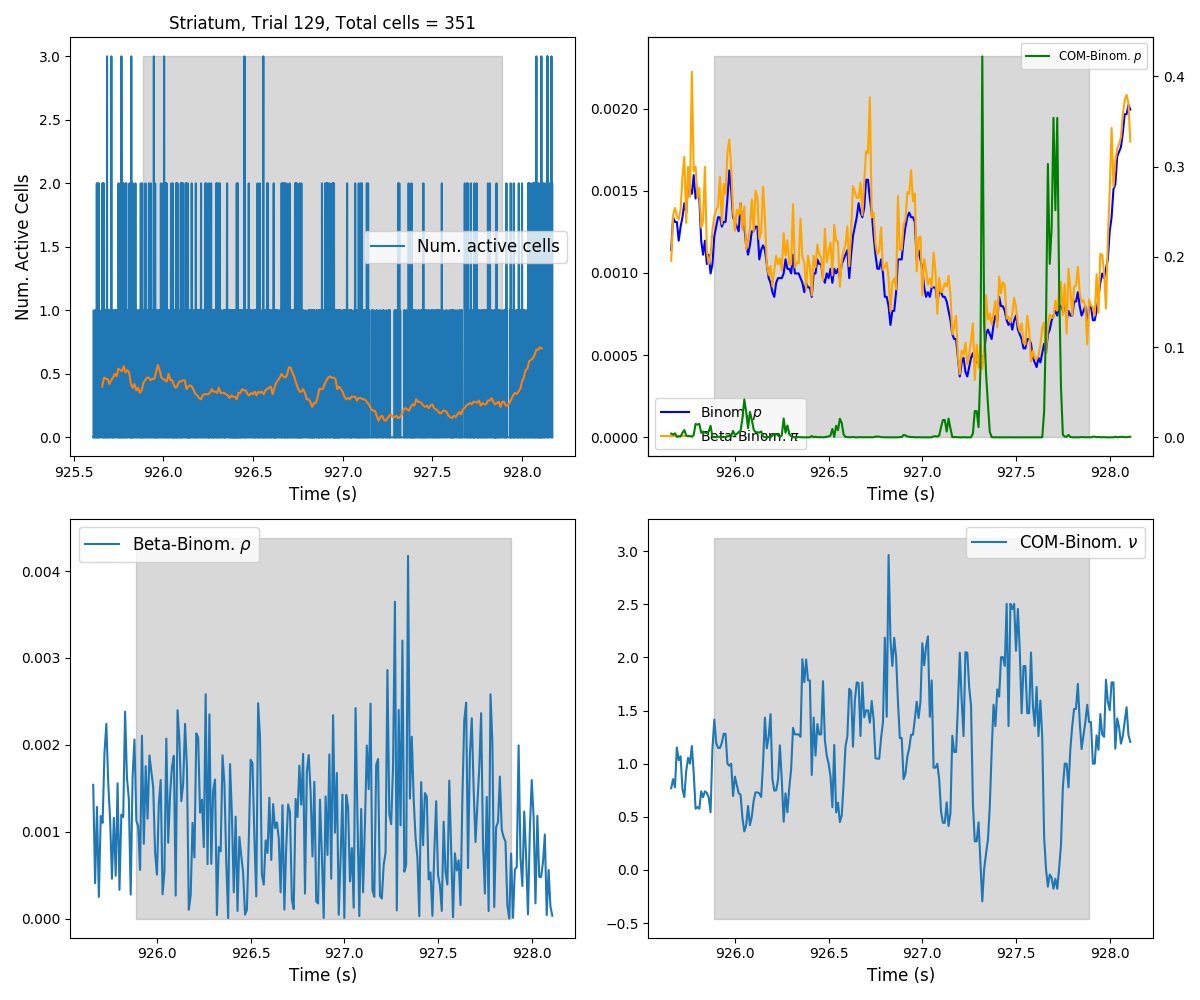 Striatum, Trial 129, Total cells = 351
Num. Active Cells
3.0
2.5
2.0
1.5
1.0
0.5
0.0
Num. active cells
925.5 926.0 926.5 927.0 927.5 928.0
Time (s)
COM-Binom. p
0.0020
0.0015
0.0010
0.0005
0.0000
0.4
0.3
0.2
0.1
0.0
Binom. p
Beta-Binom. π
926.0 926.5 927.0 927.5 928.0
Time (s)
Beta-Binom. ρ
0.004
0.003
0.002
0.001
0.000
926.0 926.5 927.0 927.5 928.0
Time (s)
COM-Binom. ν
3.0
2.5
2.0
1.5
1.0
0.5
0.0
−0.5
926.0 926.5 927.0 927.5 928.0
Time (s)